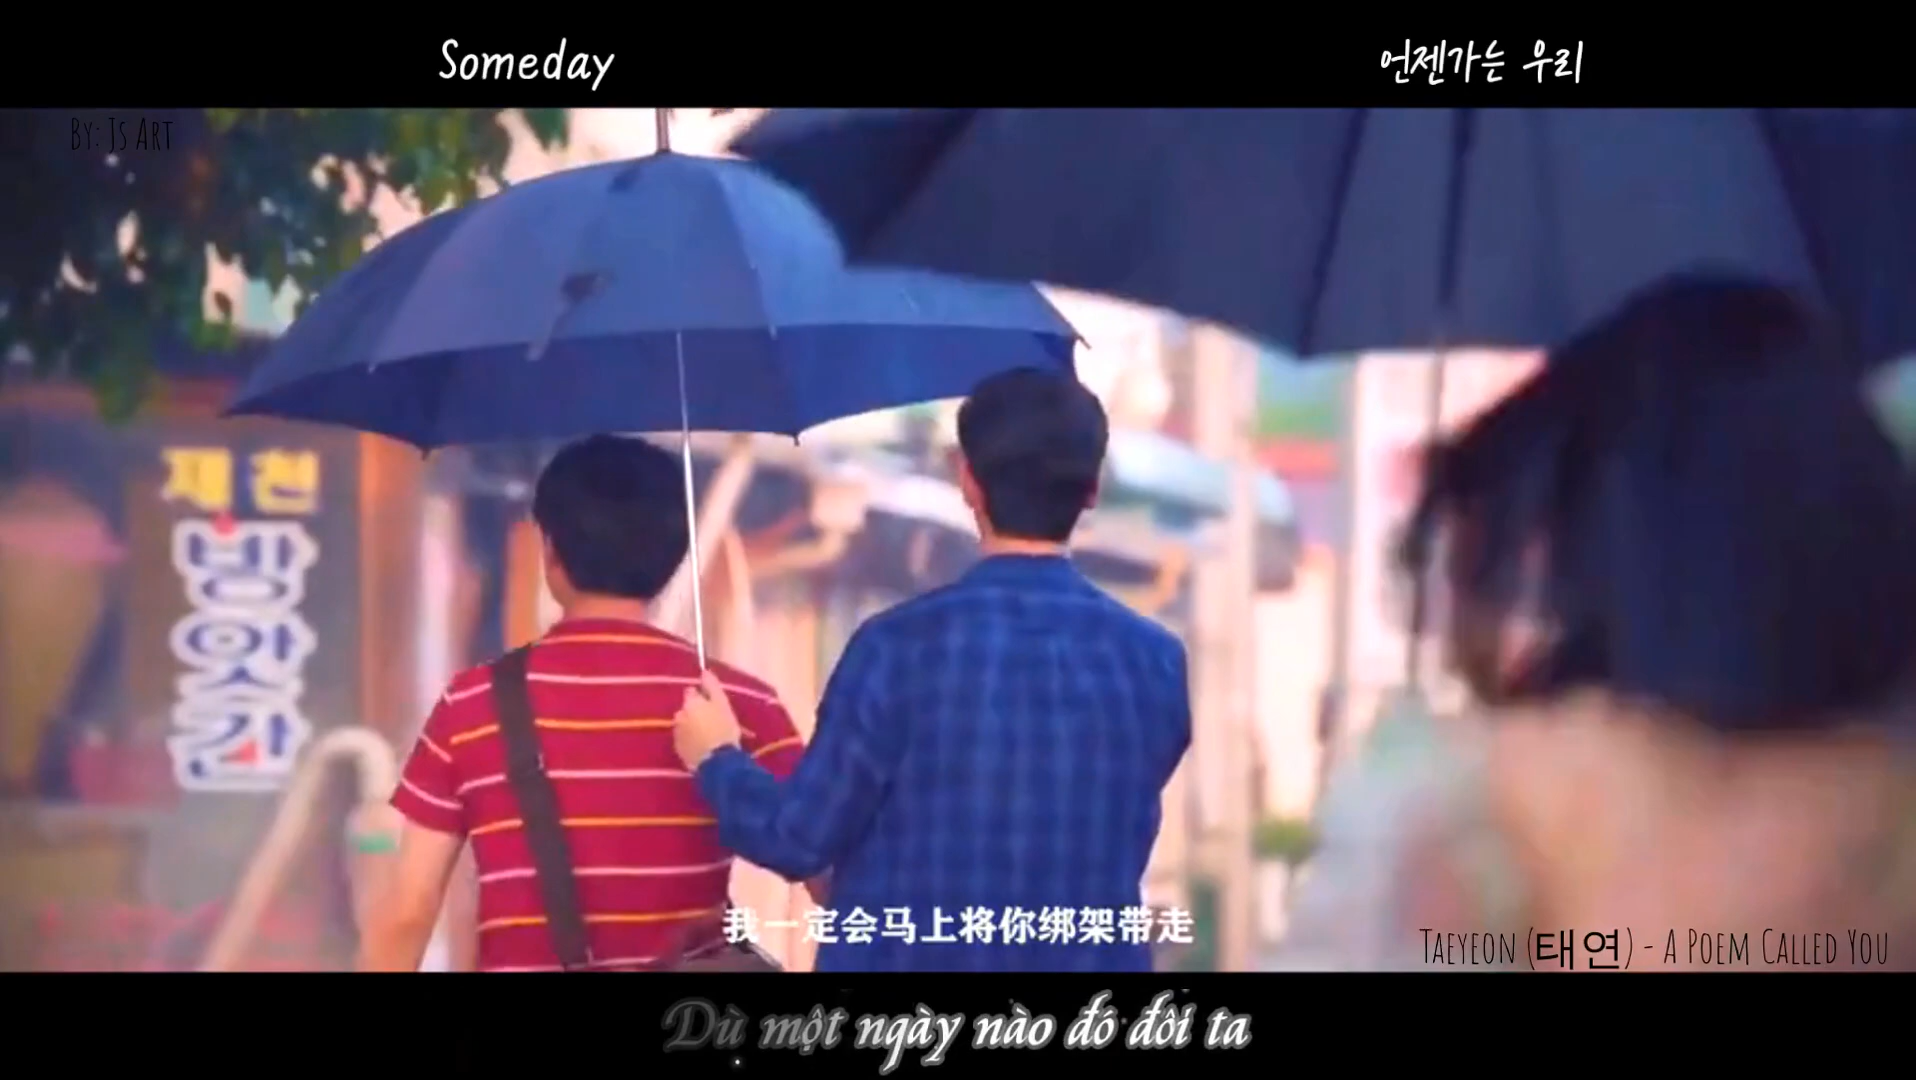 Someday
언젠가는 우리
By: Js Art
제천
방앗간
我一定会马上将你绑架带走
Taeyeon (태연) - A Poem Called You
Dù một ngày nào đó đôi ta